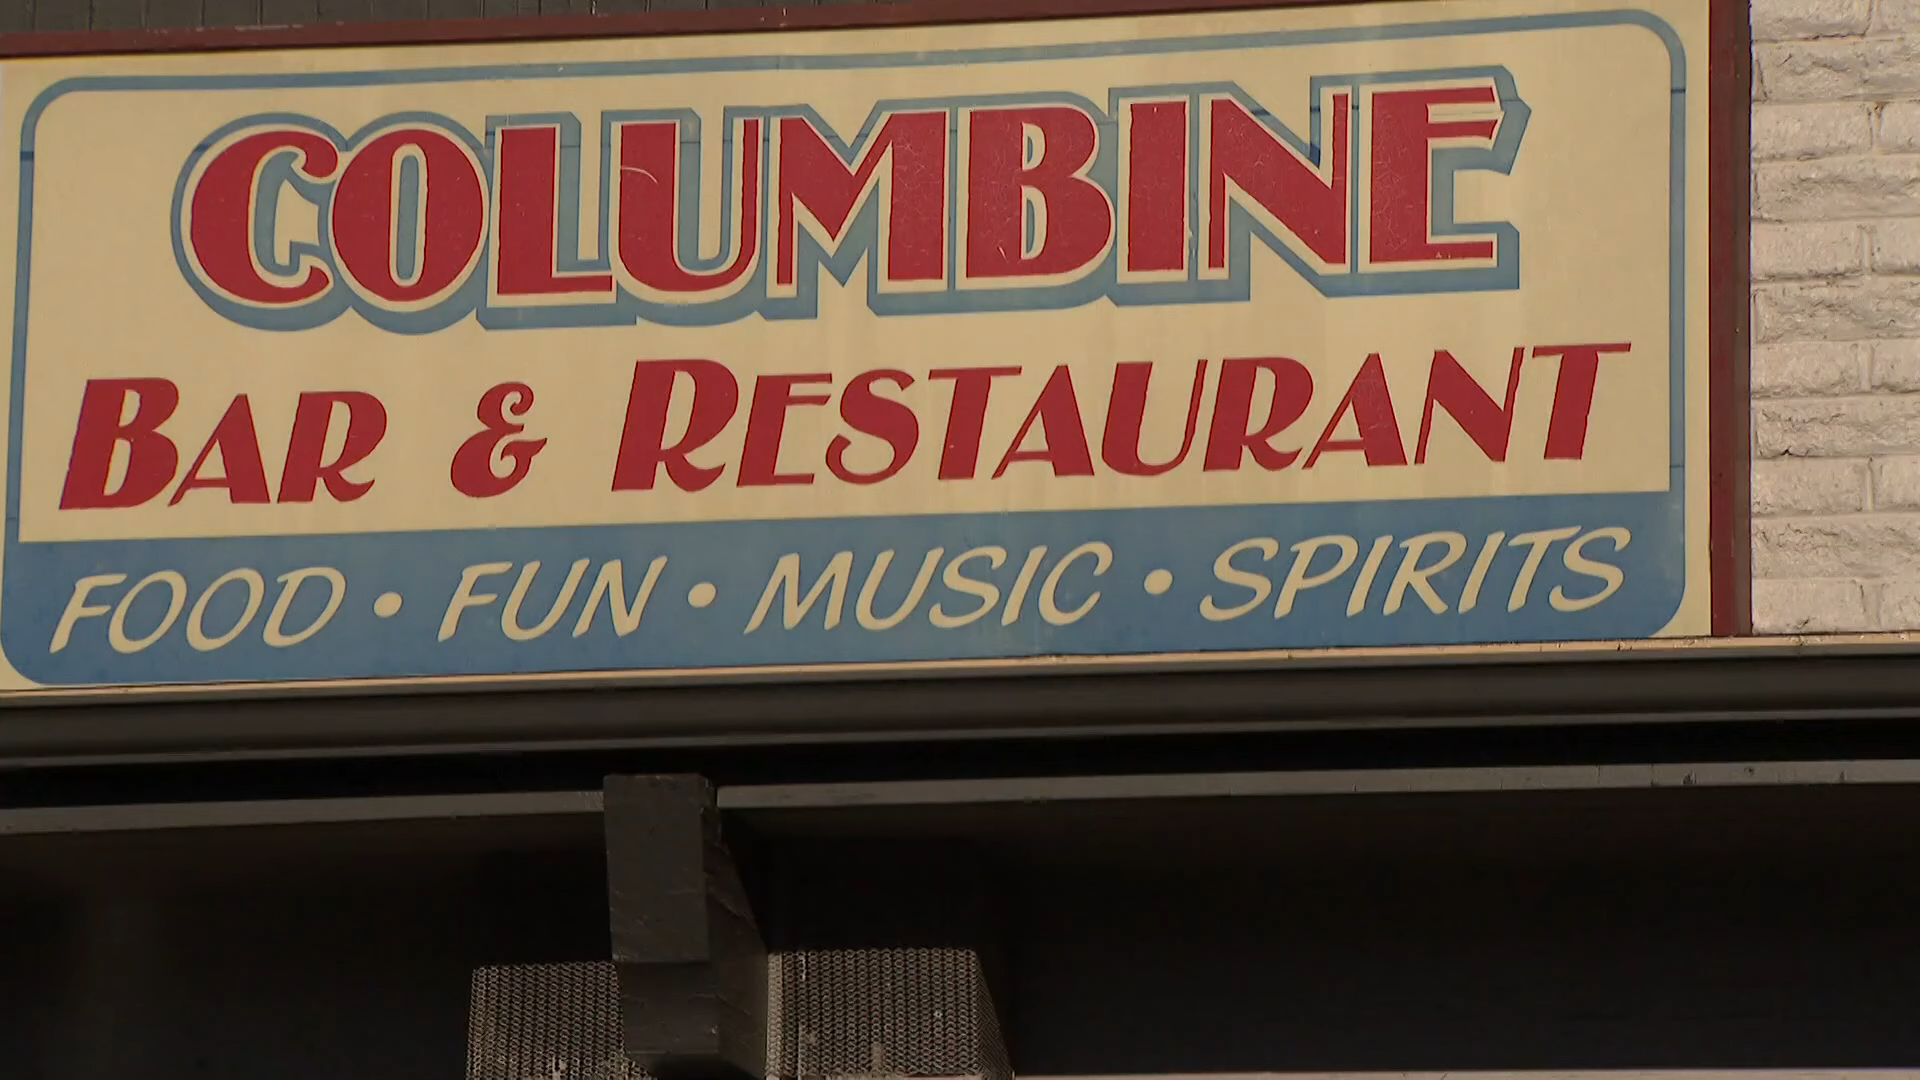 COLUMBINE
BAR & RESTAURANT
FOOD • FUN • MUSIC • SPIRITS